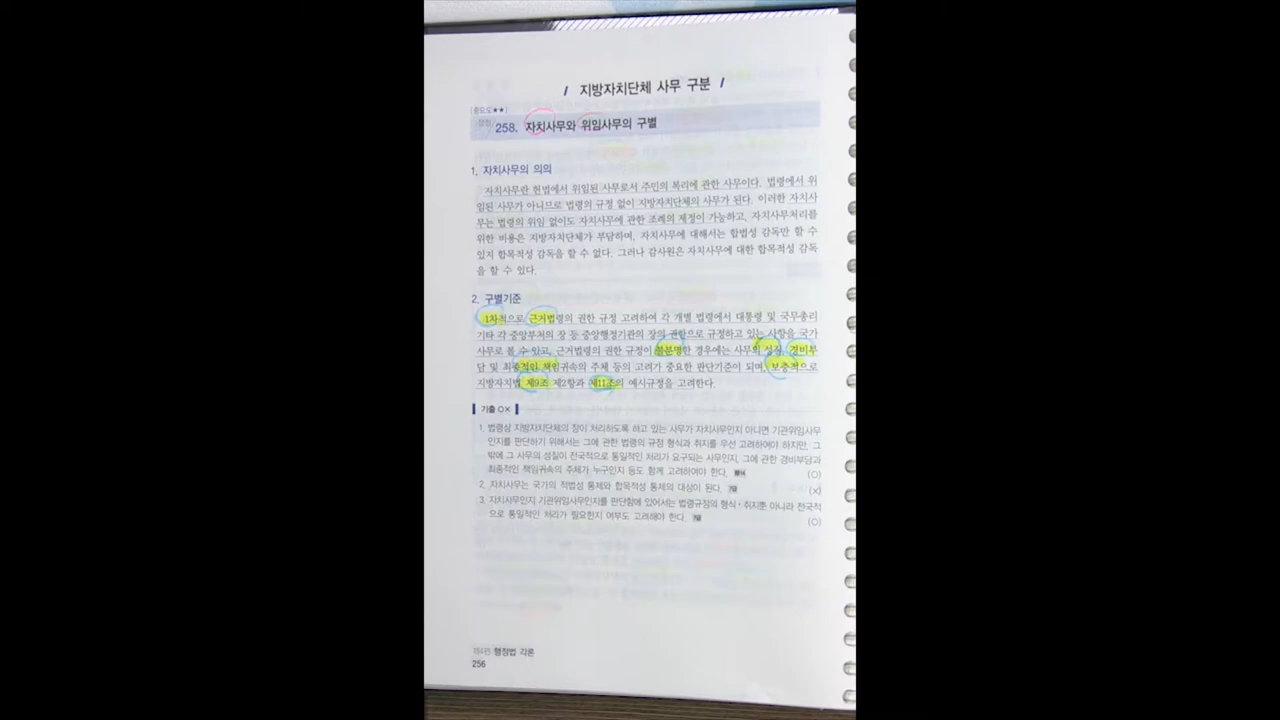 / 지방자치단체 사무 구분 /
(중요도★★)
쟁점 258. 자치사무와 위임사무의 구별
1. 자치사무의 의의
자치사무란 헌법에서 위임된 사무로서 주민의 복리에 관한 사무이다. 법령에서 위
임된 사무가 아니므로 법령의 규정 없이 지방자치단체의 사무가 된다. 이러한 자치사
무는 법령의 위임 없이도 자치사무에 관한 조례의 제정이 가능하고, 자치사무처리를
위한 비용은 지방자치단체가 부담하며, 자치사무에 대해서는 합법성 감독만 할 수
있지 합목적성 감독을 할 수 없다. 그러나 감사원은 자치사무에 대한 합목적성 감독
을 할 수 있다.
2. 구별기준
1차적으로 근거법령의 권한 규정 고려하여 각 개별 법령에서 대통령 및 국무총리
기타 각 중앙부처의 장 등 중앙행정기관의 장의 권한으로 규정하고 있는 사항을 국가
사무로 볼 수 있고, 근거법령의 권한 규정이 불분명한 경우에는 사무의 성질, 경비부
담 및 최종적인 책임귀속의 주체 등의 고려가 중요한 판단기준이 되며, 보충적으로
지방자치법 제9조 제2항과 제11조의 예시규정을 고려한다.
기출 O×
1. 법령상 지방자치단체의 장이 처리하도록 하고 있는 사무가 자치사무인지 아니면 기관위임사무
인지를 판단하기 위해서는 그에 관한 법령의 규정 형식과 취지를 우선 고려하여야 하지만, 그
밖에 그 사무의 성질이 전국적으로 통일적인 처리가 요구되는 사무인지, 그에 관한 경비부담과
최종적인 책임귀속의 주체가 누구인지 등도 함께 고려하여야 한다. (O)
2. 자치사무는 국가의 적법성 통제와 합목적성 통제의 대상이 된다. (×)
3. 자치사무인지 기관위임사무인지를 판단함에 있어서는 법령규정의 형식·취지뿐 아니라 전국적
으로 통일적인 처리가 필요한지 여부도 고려해야 한다. (O)
제4편 행정법 각론
256